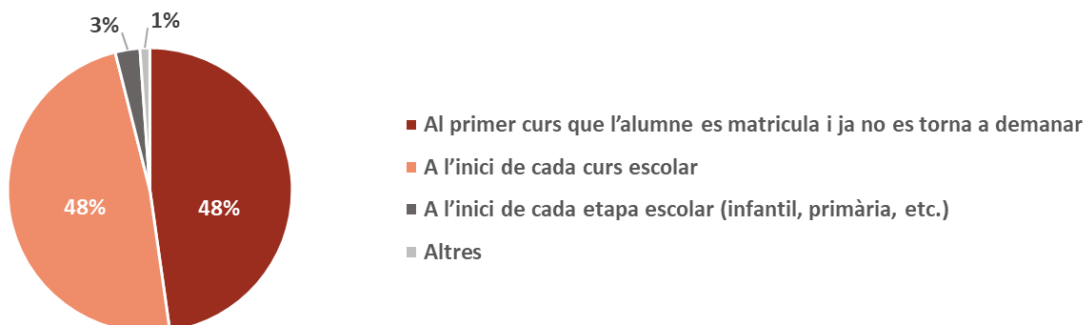 3%
1%
48%
48%
Al primer curs que l’alumne es matricula i ja no es torna a demanar
A l’inici de cada curs escolar
A l’inici de cada etapa escolar (infantil, primària, etc.)
Altres